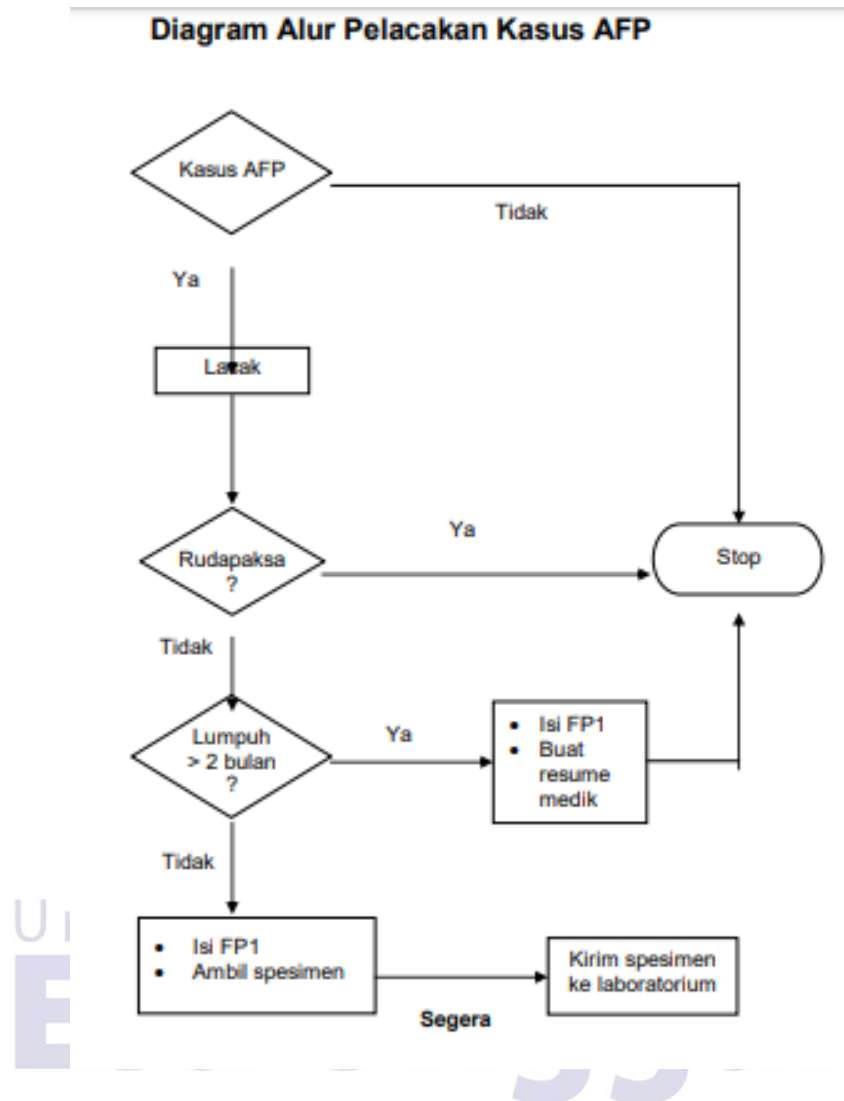 Diagram Alur Pelacakan Kasus AFP
Kasus AFP
Tidak
Ya
Lacak
Rudapaksa
?
Ya
Stop
Tidak
Lumpuh
> 2 bulan
?
Ya
• Isi FP1
• Buat
resume
medik
Tidak
• Isi FP1
• Ambil spesimen
Segera
Kirim spesimen
ke laboratorium